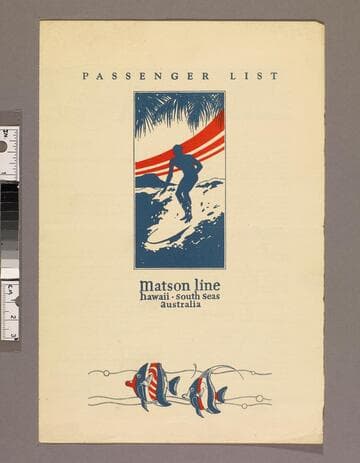 PASSENGER LIST
matson line
hawaii · south seas
australia